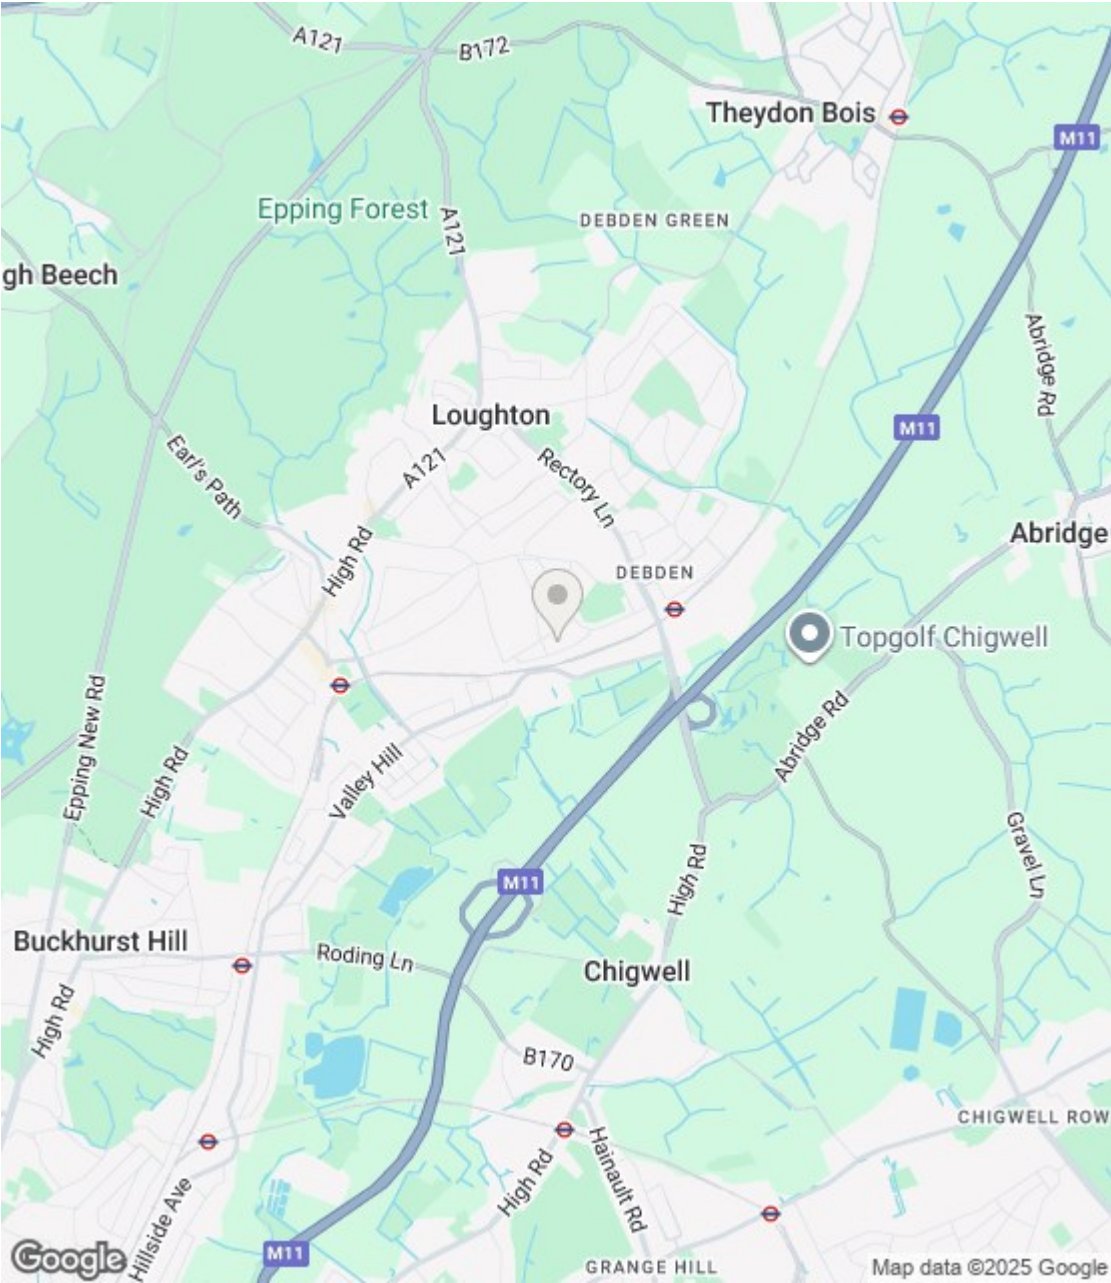 A121
B172
Theydon Bois
M11
Epping Forest
A121
DEBDEN GREEN
gh Beech
Abridge Rd
Loughton
M11
A121
Rectory Ln
Earl's Path
Abridge
High Rd
DEBDEN
Topgolf Chigwell
Epping New Rd
Abridge Rd
High Rd
Valley Hill
Gravel Ln
High Rd
M11
Buckhurst Hill
Roding Ln
Chigwell
High Rd
B170
CHIGWELL ROW
Hainault Rd
High Rd
Hillside Ave
M11
GRANGE HILL
Google
Map data ©2025 Google